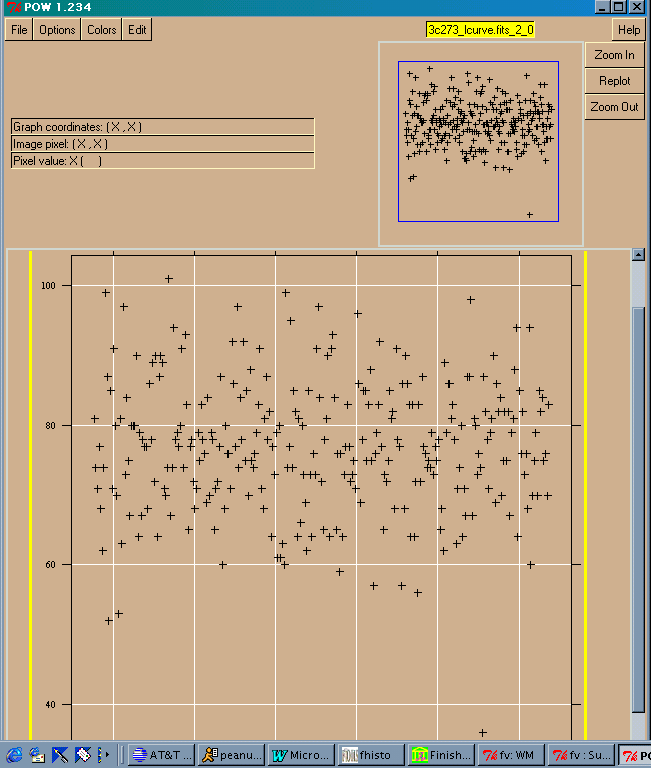 POW 1.234
File Options Colors Edit
3c273_lcurve.fits_2_0
Help
Zoom In
Replot
Zoom Out
Graph coordinates: ( X , X )
Image pixel: ( X , X )
Pixel value: X ( )
100
80
60
40
AT&T ... peanu... Micro... fhisto Finish... fv: WM fv : Su... PO